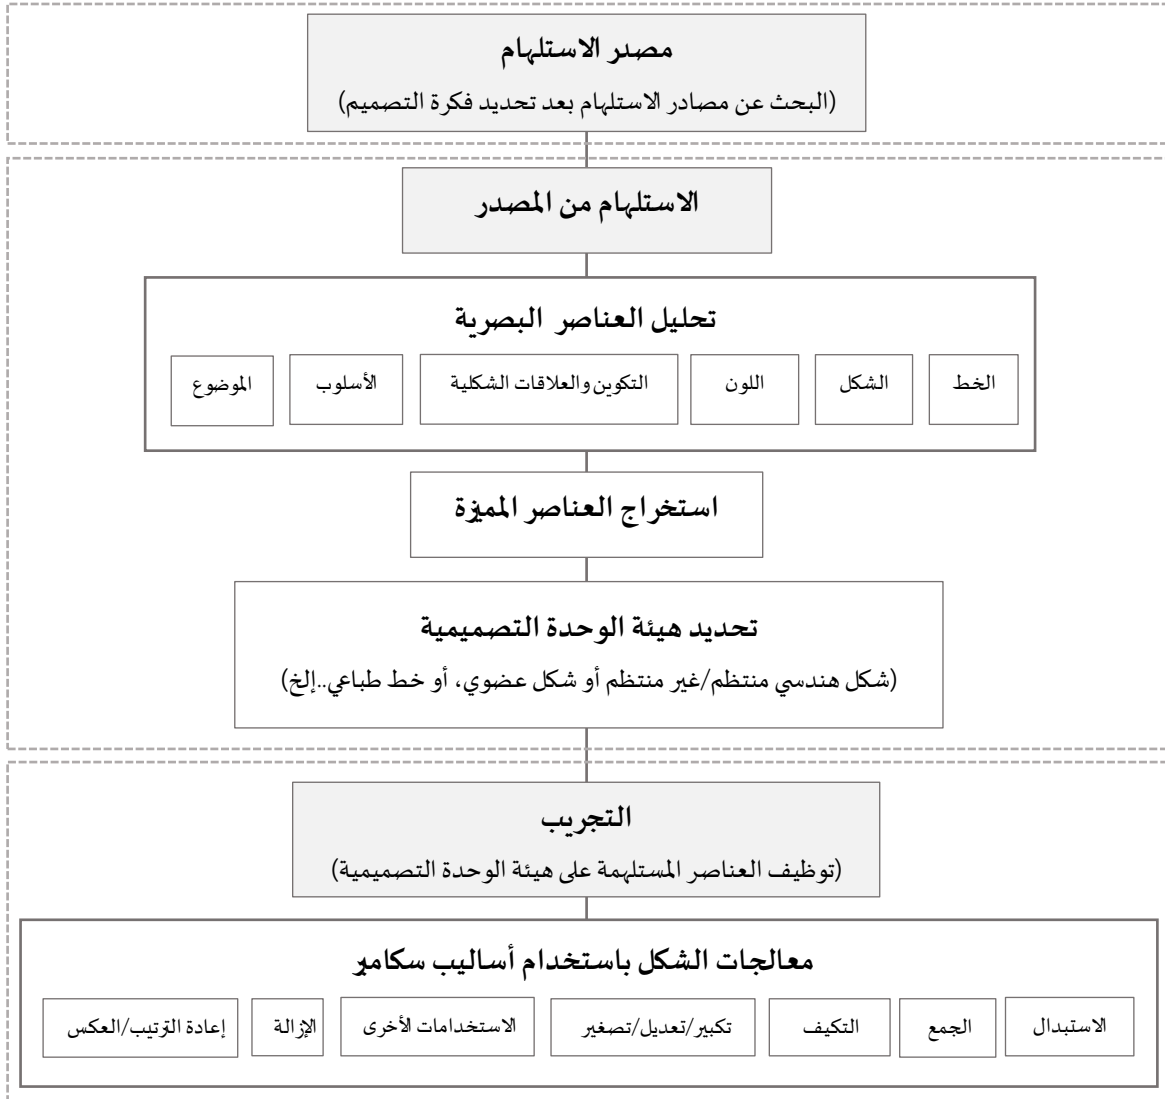 مصدر الاستلهام
(البحث عن مصادر الاستلهام بعد تحديد فكرة التصميم)
الاستلهام من المصدر
تحليل العناصر البصرية
الخط
الشكل
اللون
التكوين والعلاقات الشكلية
الأسلوب
الموضوع
استخراج العناصر المميزة
تحديد هيئة الوحدة التصميمية
(شكل هندسي منتظم/غير منتظم أو شكل عضوي، أو خط طباعي..إلخ)
التجريب
(توظيف العناصر المستلهمة على هيئة الوحدة التصميمية)
معالجات الشكل باستخدام أساليب سكامبر
الاستبدال
الجمع
التكيف
تكبير/تعديل/تصغير
الاستخدامات الأخرى
الإزالة
إعادة الترتيب/العكس